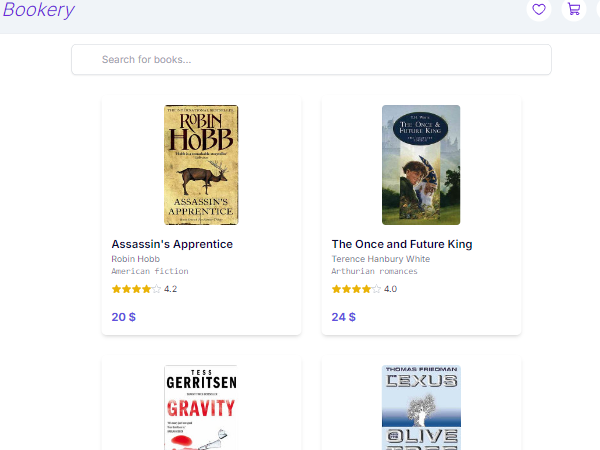 Bookery
Search for books...
ROBIN
HOBB
ASSASSIN'S
APPRENTICE
THE ONCE &
FUTURE KING
Assassin's Apprentice
Robin Hobb
American fiction
4.2
20 $
The Once and Future King
Terence Hanbury White
Arthurian romances
4.0
24 $
TESS
GERRITSEN
GRAVITY
THOMAS FRIEDMAN
LEXUS
OLIVE